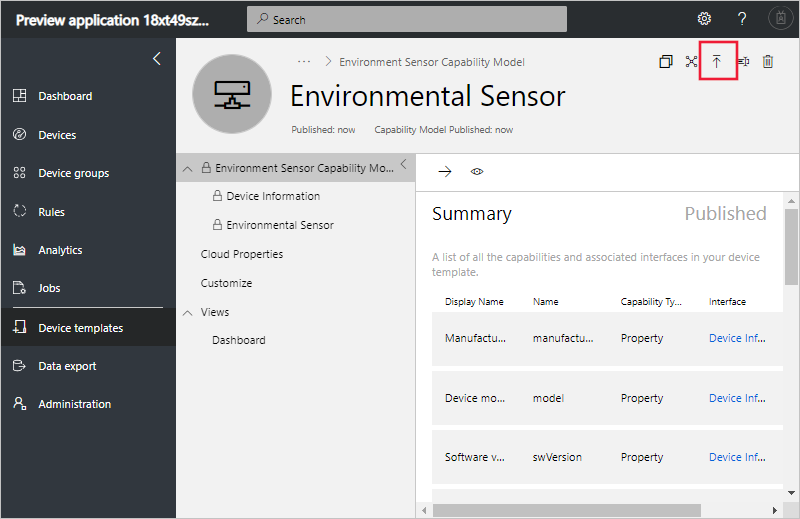 Preview application 18xt49sz...
Search
?
Dashboard
Devices
Device groups
Rules
Analytics
Jobs
Device templates
Data export
Administration
··· > Environment Sensor Capability Model
Environmental Sensor
Published: now Capability Model Published: now
Environment Sensor Capability Mo...
Device Information
Environmental Sensor
Cloud Properties
Customize
Views
Dashboard
Summary Published
A list of all the capabilities and associated interfaces in your device
template.
Display Name Name Capability Ty... Interface
Manufactu... manufactu... Property Device Inf...
Device mo... model Property Device Inf...
Software v... swVersion Property Device Inf...